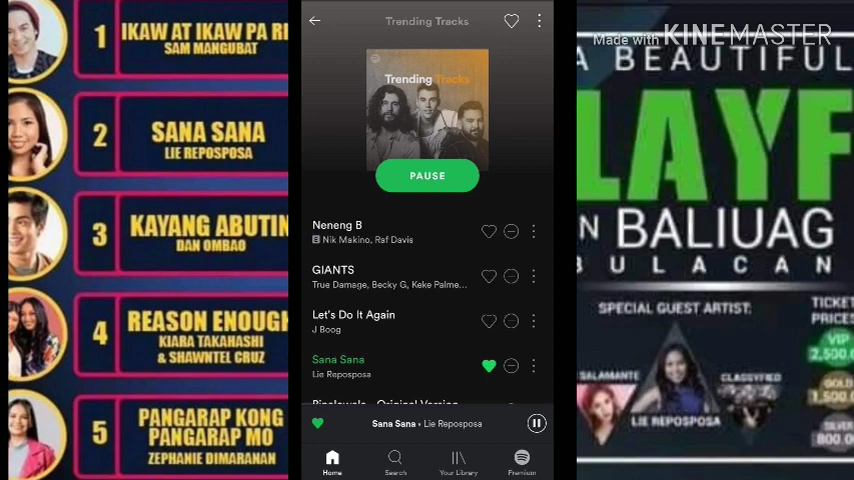 1
IKAW AT IKAW PA RI
SAM MANGUBAT
2
SANA SANA
LIE REPOSPOSA
3
KAYANG ABUTIN
DAN OMBAO
4
REASON ENOUGH
KIARA TAKAHASHI
& SHAWNTEL CRUZ
5
PANGARAP KONG
PANGARAP MO
ZEPHANIE DIMARANAN
Trending Tracks
Trending Tracks
PAUSE
Neneng B
E Nik Makino, Raf Davis
GIANTS
True Damage, Becky G, Keke Palme...
Let's Do It Again
J Boog
Sana Sana
Lie Reposposa
Sana Sana • Lie Reposposa
Home
Search
Your Library
Premium
Made with KINEMASTER
A BEAUTIFUL
LAYF
N BALIUAG
BULACAN
SPECIAL GUEST ARTIST:
TICKET
PRICES
SALAMANTE
LIE REPOSPOSA
CLASSYFIED
VIP
2,500.0
GOLD
1,500.0
SILVER
800.00